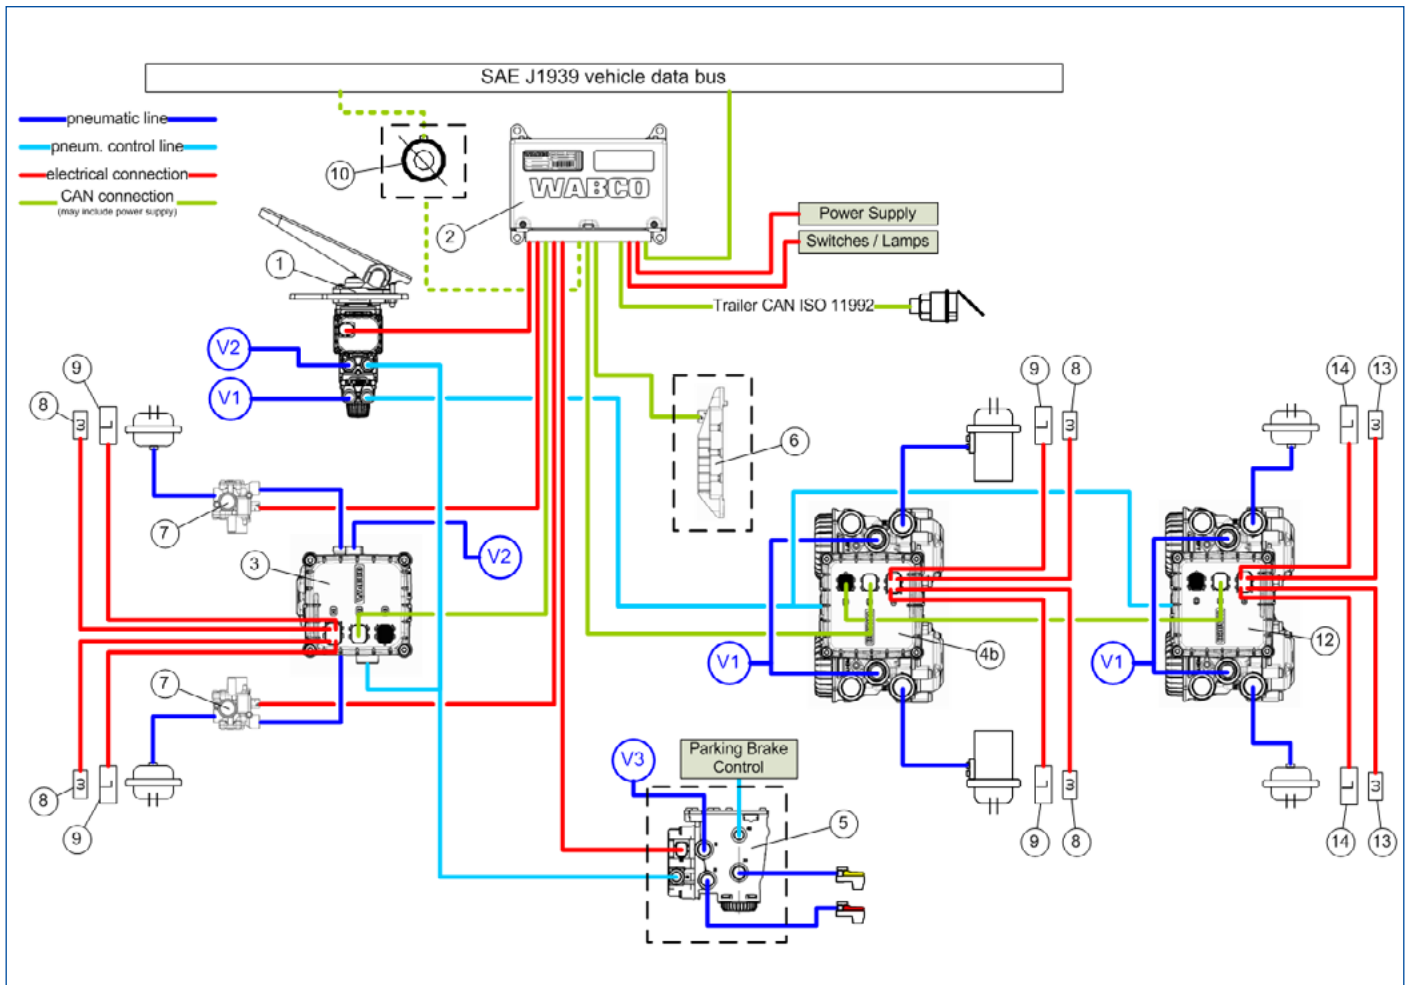 SAE J1939 vehicle data bus
pneumatic line
pneum. control line
electrical connection
CAN connection
(may include power supply)
10
WABCO
2
Power Supply
Switches / Lamps
1
Trailer CAN ISO 11992
V2
V1
9
8
7
6
9
8
14
13
L
ω
3
V2
WABCO
4b
12
V1
V1
7
8
9
V3
Parking Brake
Control
5
9
8
14
13